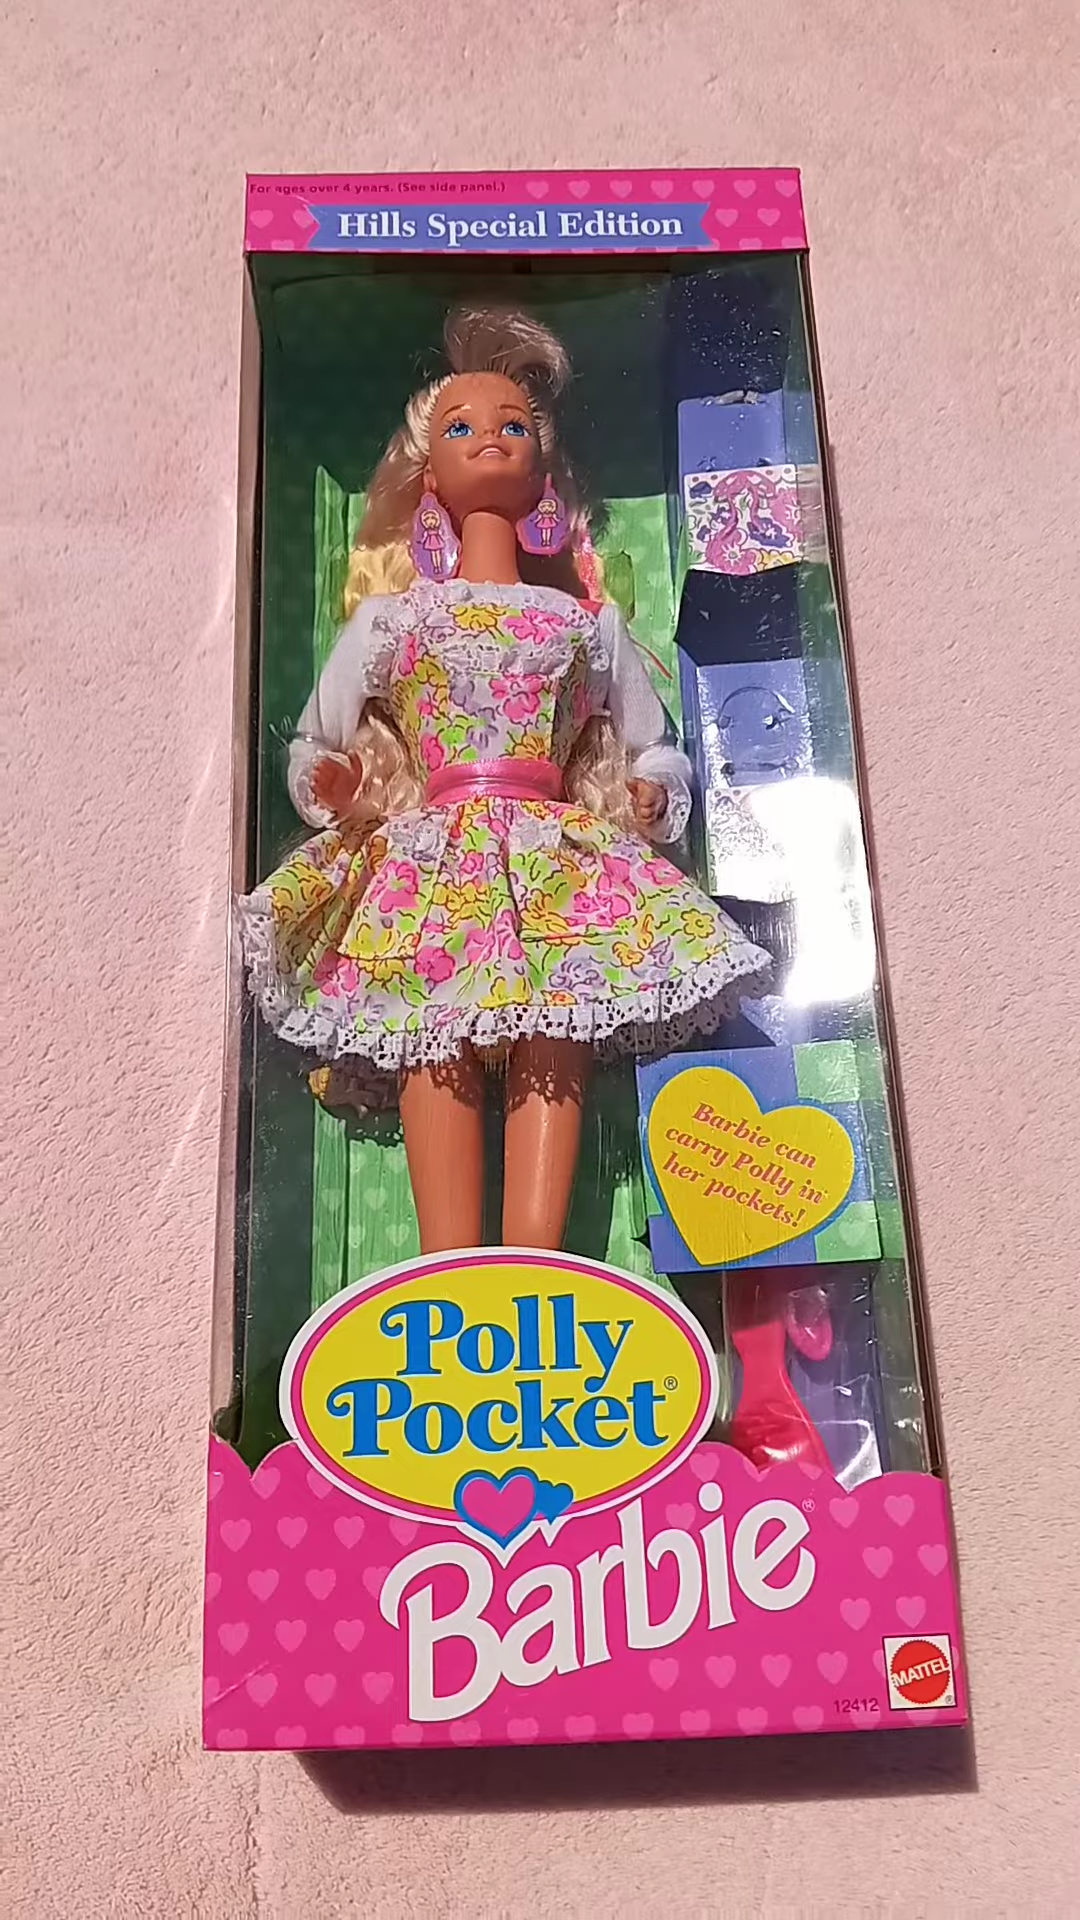 For ages over 4 years. (See side panel.)
Hills Special Edition
Barbie can
carry Polly in
her pockets!
Polly
Pocket®
Barbie®
MATTEL®
12412